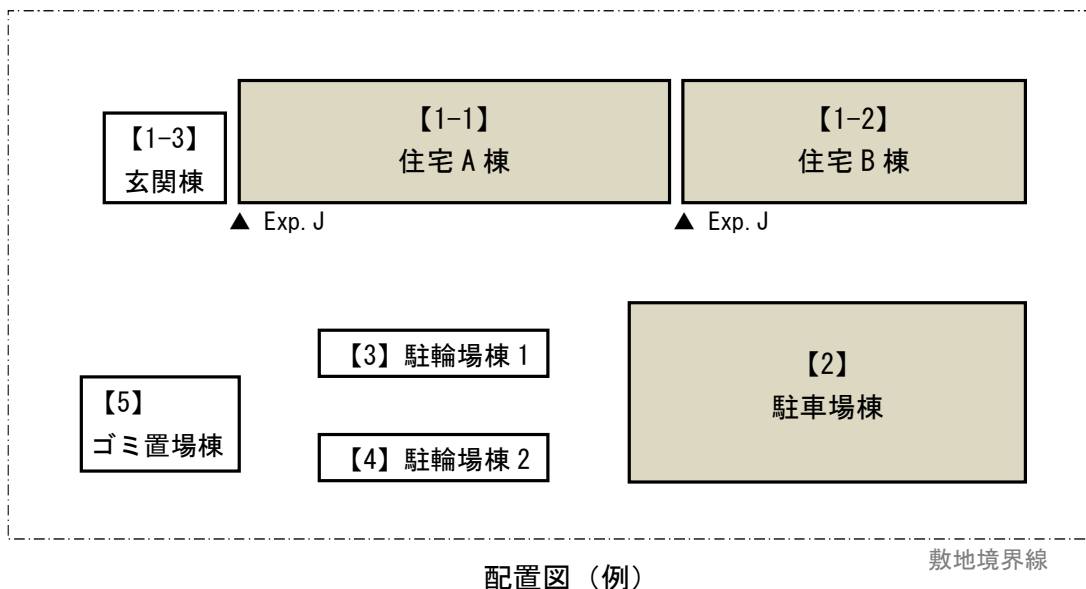 【1-3】
玄関棟
【1-1】
住宅A棟
【1-2】
住宅B棟
▲ Exp.J
▲ Exp.J
【3】駐輪場棟1
【2】
駐車場棟
【5】
ゴミ置場棟
【4】駐輪場棟2
敷地境界線
配置図（例）